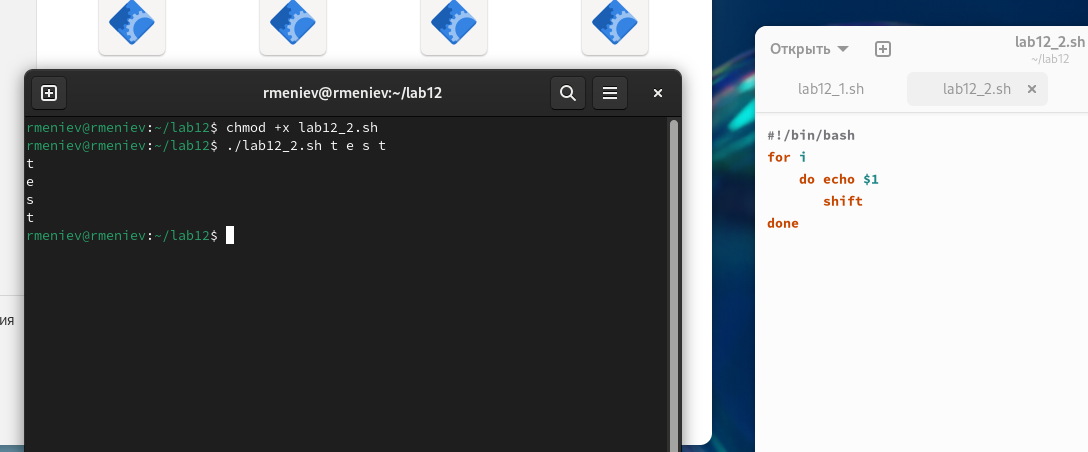 rmeniev@rmeniev:~/lab12
rmeniev@rmeniev:~/lab12$ chmod +x lab12_2.sh
rmeniev@rmeniev:~/lab12$ ./lab12_2.sh t e s t
t
e
s
t
rmeniev@rmeniev:~/lab12$
ия
Открыть
lab12_2.sh
~/lab12
lab12_1.sh
lab12_2.sh
#!/bin/bash
for i
do echo $1
shift
done